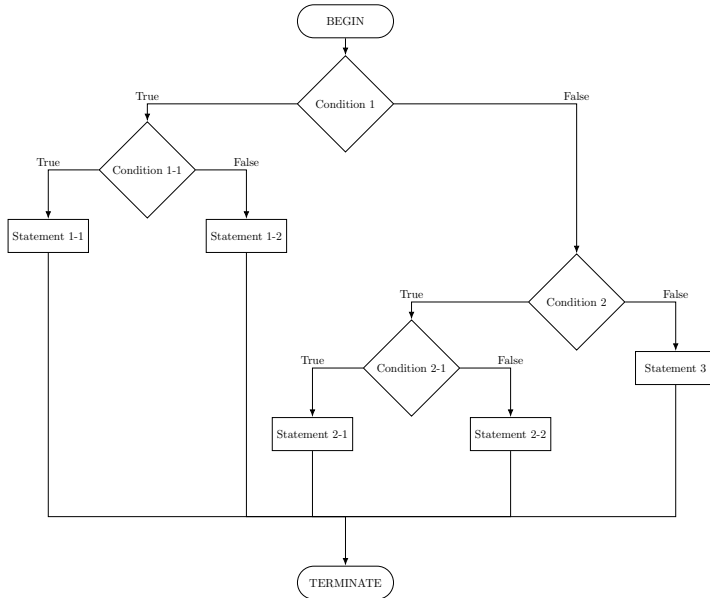 BEGIN
Condition 1
True
False
Condition 1-1
True
False
Statement 1-1
Statement 1-2
Condition 2
True
False
Condition 2-1
True
False
Statement 3
Statement 2-1
Statement 2-2
TERMINATE